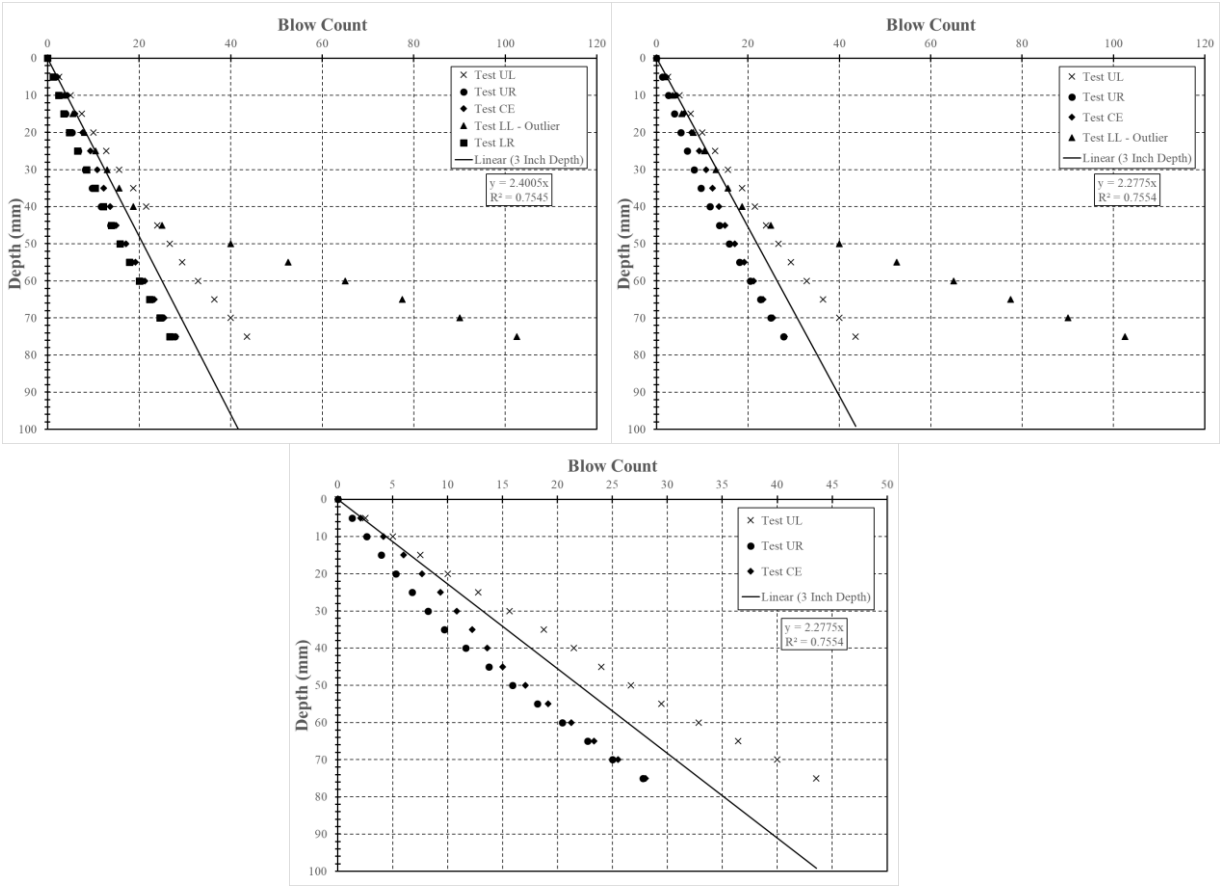 Blow Count
0 20 40 60 80 100 120
0
10
20
30
40
50
60
70
80
90
100
Depth (mm)
Test UL
Test UR
Test CE
Test LL - Outlier
Test LR
Linear (3 Inch Depth)
y = 2.4005x
R² = 0.7545
Blow Count
0 20 40 60 80 100 120
0
10
20
30
40
50
60
70
80
90
100
Depth (mm)
Test UL
Test UR
Test CE
Test LL - Outlier
Linear (3 Inch Depth)
y = 2.2775x
R² = 0.7554
Blow Count
0 5 10 15 20 25 30 35 40 45 50
0
10
20
30
40
50
60
70
80
90
100
Depth (mm)
Test UL
Test UR
Test CE
Linear (3 Inch Depth)
y = 2.2775x
R² = 0.7554